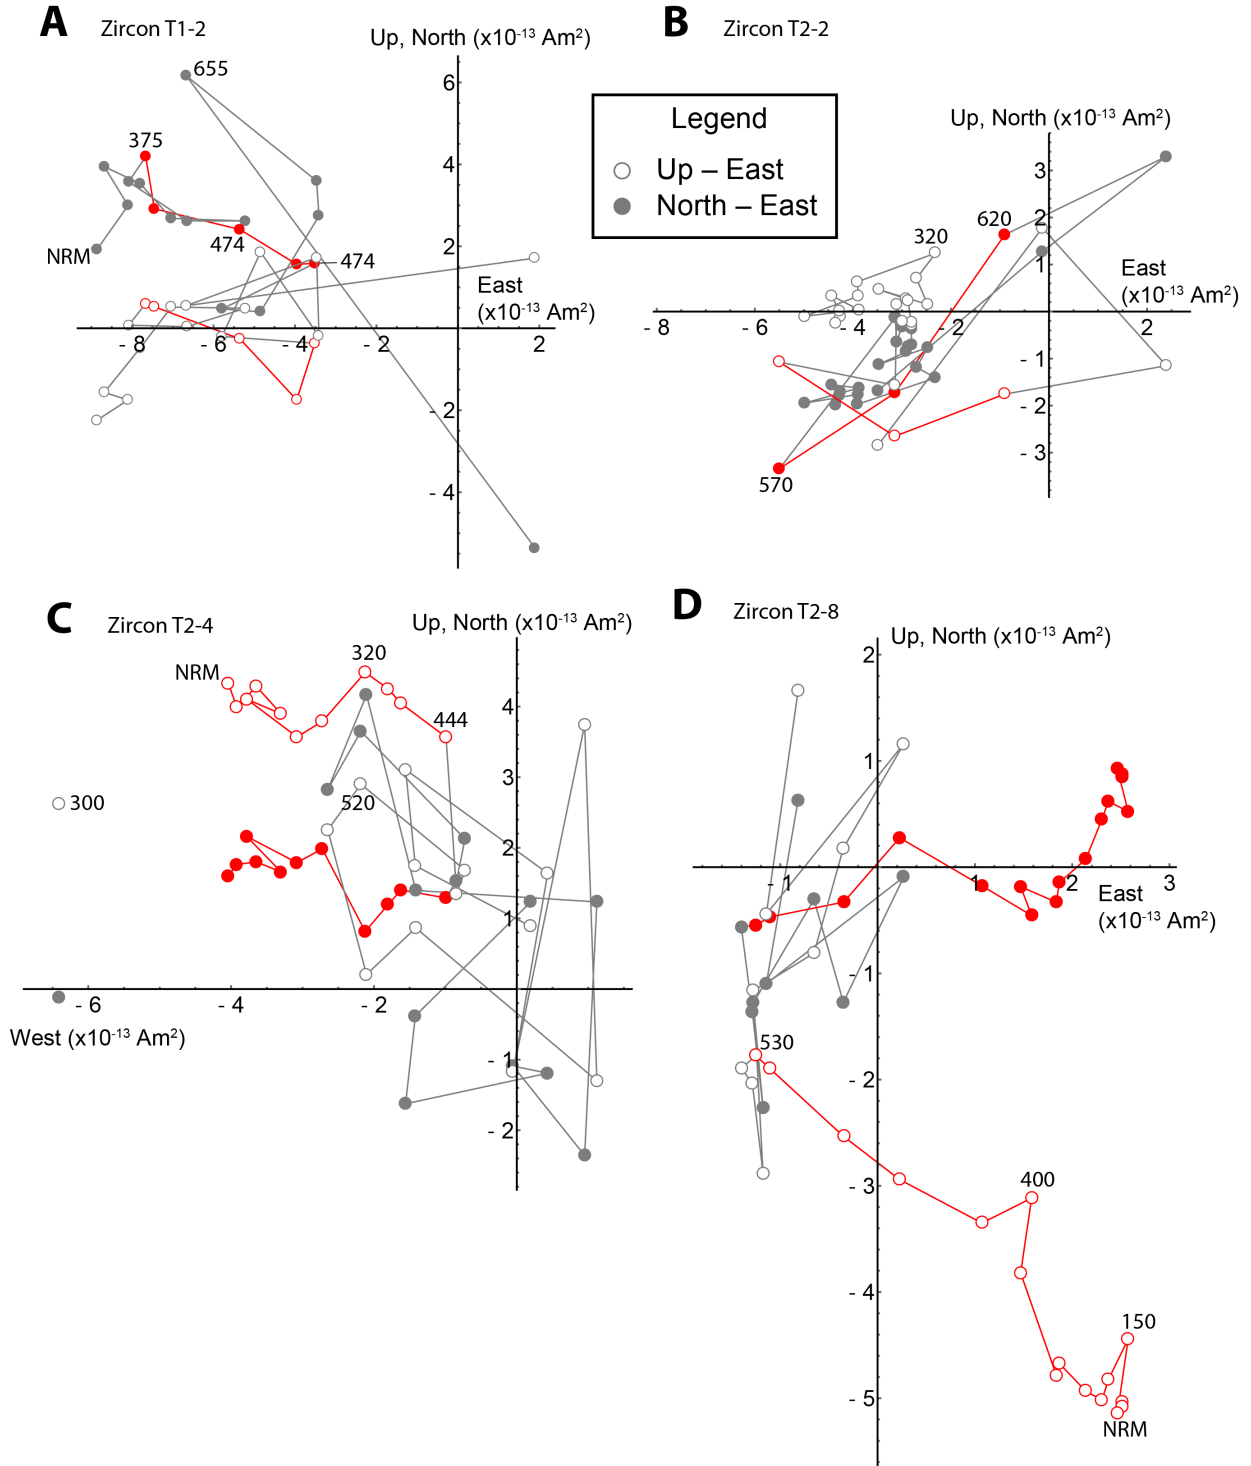 A
Zircon T1-2
Up, North (x10⁻¹³ Am²)
6
4
2
- 2
- 4
- 8
- 6
- 4
- 2
2
East
(x10⁻¹³ Am²)
655
375
NRM
474
474
B
Zircon T2-2
Legend
Up – East
North – East
Up, North (x10⁻¹³ Am²)
3
2
1
- 1
- 2
- 3
- 8
- 6
- 4
- 2
2
East
(x10⁻¹³ Am²)
620
320
570
C
Zircon T2-4
Up, North (x10⁻¹³ Am²)
4
3
2
1
- 1
- 2
- 6
- 4
- 2
West (x10⁻¹³ Am²)
NRM
320
444
300
520
D
Zircon T2-8
Up, North (x10⁻¹³ Am²)
2
1
- 1
- 2
- 3
- 4
- 5
- 1
1
2
3
East
(x10⁻¹³ Am²)
530
400
150
NRM